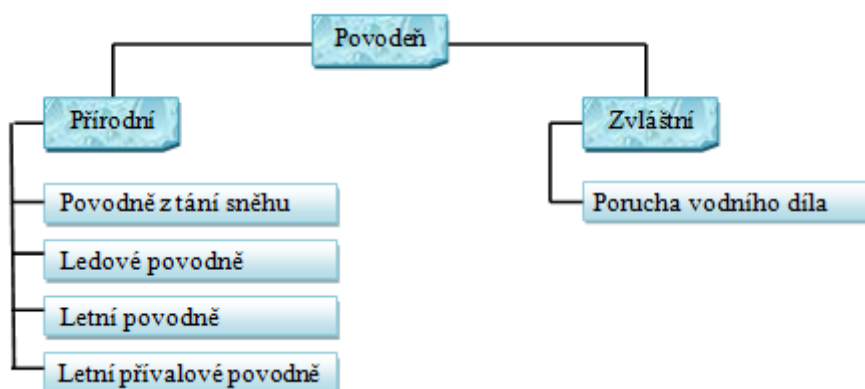 Povodeň
Přírodní
Zvláštní
Povodně z tání sněhu
Porucha vodního díla
Ledové povodně
Letní povodně
Letní přívalové povodně